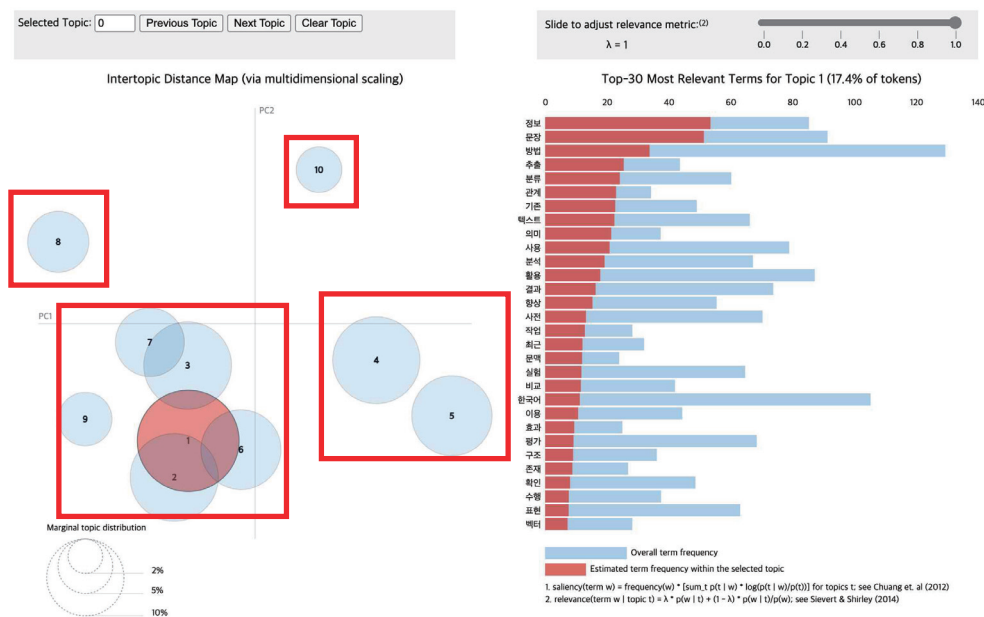 Selected Topic: 0 Previous Topic Next Topic Clear Topic
Slide to adjust relevance metric:(2)
λ = 1
0.0 0.2 0.4 0.6 0.8 1.0
Intertopic Distance Map (via multidimensional scaling)
PC2
PC1
10
8
7
3
4
9
5
1
6
2
Marginal topic distribution
2%
5%
10%
Top-30 Most Relevant Terms for Topic 1 (17.4% of tokens)
0 20 40 60 80 100 120 140
정보
문장
방법
추출
분류
관계
기존
텍스트
의미
사용
분석
활용
결과
향상
사전
작업
최근
문맥
실험
비교
한국어
이용
효과
평가
구조
존재
확인
수행
표현
벡터
Overall term frequency
Estimated term frequency within the selected topic
1. saliency(term w) = frequency(w) * [sum_t p(t | w) * log(p(t | w)/p(t))] for topics t; see Chuang et. al (2012)
2. relevance(term w | topic t) = λ * p(w | t) + (1 – λ) * p(w | t)/p(w); see Sievert & Shirley (2014)